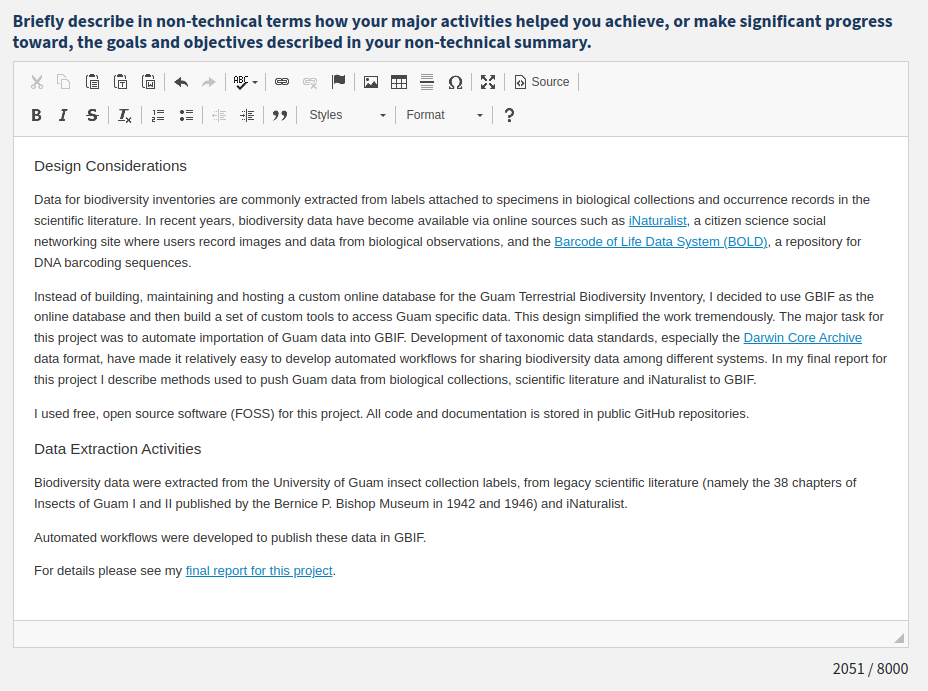 Briefly describe in non-technical terms how your major activities helped you achieve, or make significant progress
toward, the goals and objectives described in your non-technical summary.
ABC
Source
B I S Tx
Styles
Format
?
Design Considerations
Data for biodiversity inventories are commonly extracted from labels attached to specimens in biological collections and occurrence records in the
scientific literature. In recent years, biodiversity data have become available via online sources such as iNaturalist, a citizen science social
networking site where users record images and data from biological observations, and the Barcode of Life Data System (BOLD), a repository for
DNA barcoding sequences.
Instead of building, maintaining and hosting a custom online database for the Guam Terrestrial Biodiversity Inventory, I decided to use GBIF as the
online database and then build a set of custom tools to access Guam specific data. This design simplified the work tremendously. The major task for
this project was to automate importation of Guam data into GBIF. Development of taxonomic data standards, especially the Darwin Core Archive
data format, have made it relatively easy to develop automated workflows for sharing biodiversity data among different systems. In my final report for
this project I describe methods used to push Guam data from biological collections, scientific literature and iNaturalist to GBIF.
I used free, open source software (FOSS) for this project. All code and documentation is stored in public GitHub repositories.
Data Extraction Activities
Biodiversity data were extracted from the University of Guam insect collection labels, from legacy scientific literature (namely the 38 chapters of
Insects of Guam I and II published by the Bernice P. Bishop Museum in 1942 and 1946) and iNaturalist.
Automated workflows were developed to publish these data in GBIF.
For details please see my final report for this project.
2051 / 8000